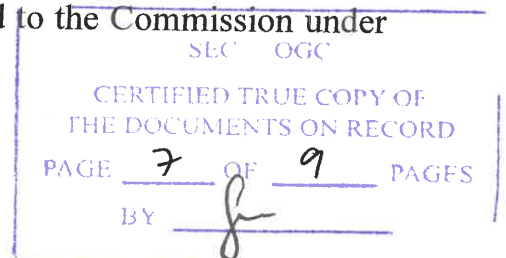 to the Commission under
SEC OGC
CERTIFIED TRUE COPY OF
THE DOCUMENTS ON RECORD
PAGE 7 OF 9 PAGES
BY